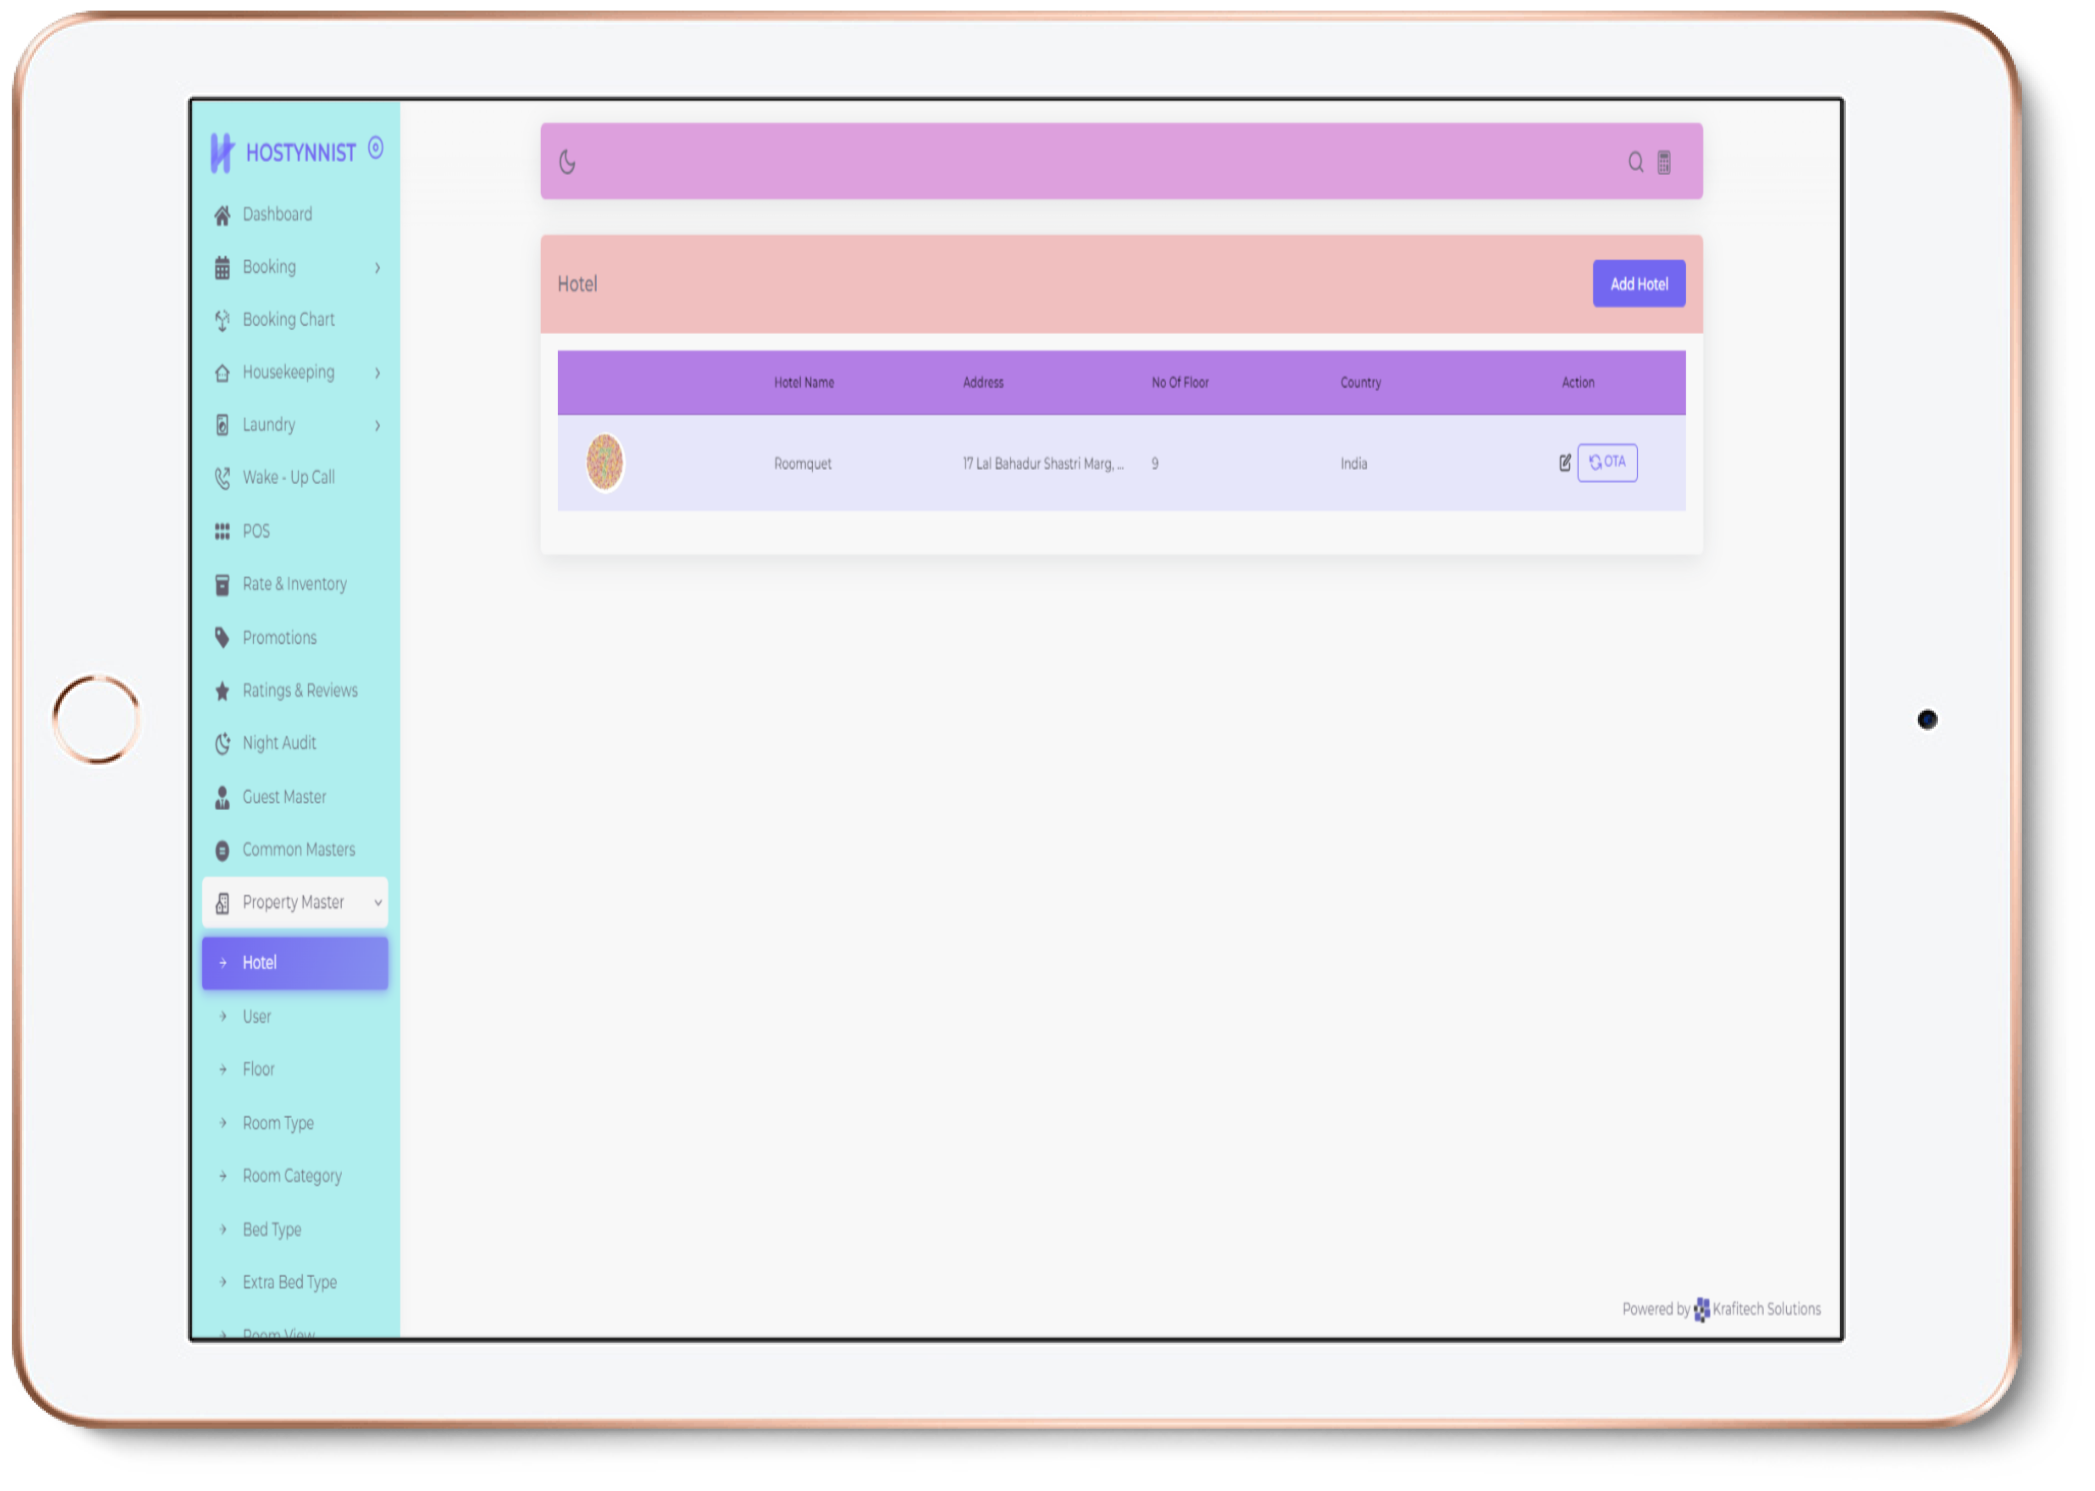 HOSTYNNIST
Dashboard
Booking
Booking Chart
Housekeeping
Laundry
Wake - Up Call
POS
Rate & Inventory
Promotions
Ratings & Reviews
Night Audit
Guest Master
Common Masters
Property Master
Hotel
User
Floor
Room Type
Room Category
Bed Type
Extra Bed Type
Room View
Hotel
Add Hotel
Hotel Name Address No Of Floor Country Action
Roomquet 17 Lal Bahadur Shastri Marg, ... 9 India OTA
Powered by Krafitech Solutions